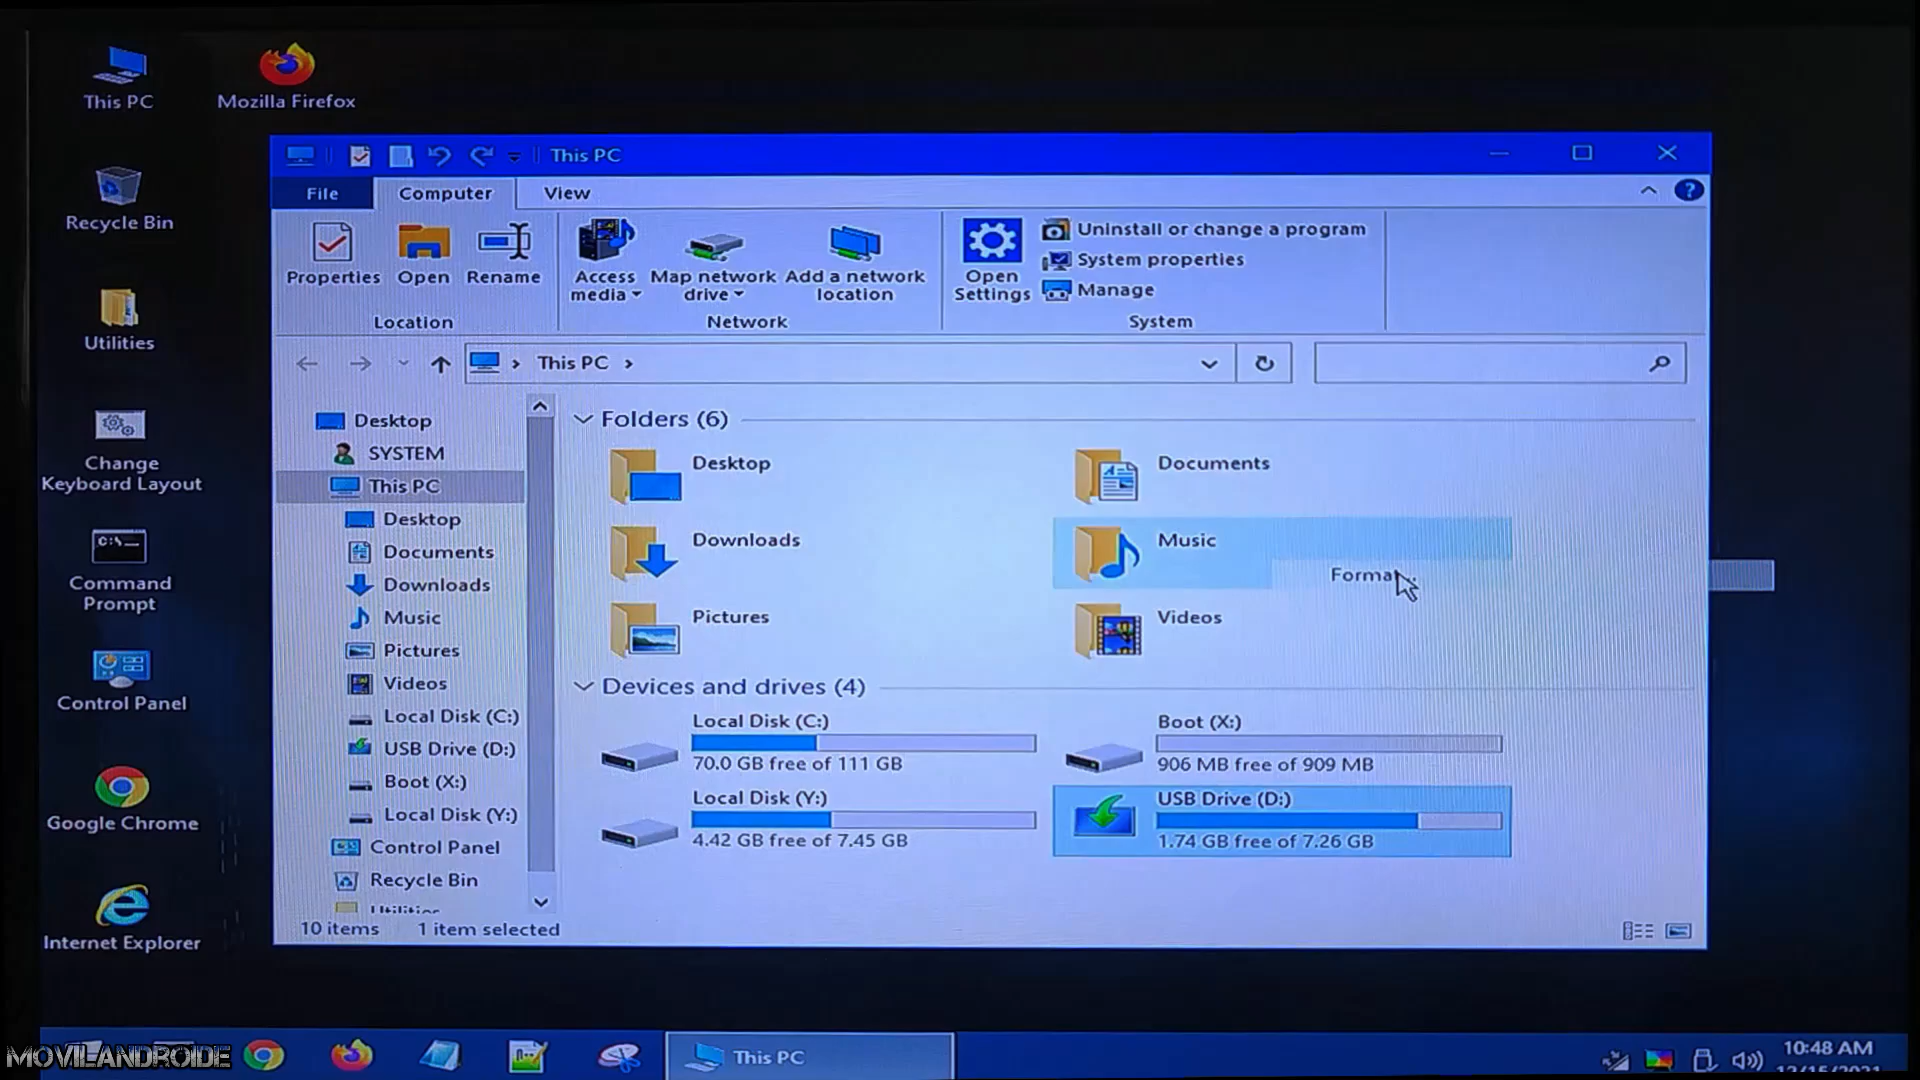 This PC
Mozilla Firefox
Recycle Bin
Utilities
Change
Keyboard Layout
Command
Prompt
Control Panel
Google Chrome
Internet Explorer
This PC
File
Computer
View
Properties
Open
Rename
Access
media
Map network
drive
Add a network
location
Open
Settings
Uninstall or change a program
System properties
Manage
Location
Network
System
This PC
Desktop
SYSTEM
This PC
Desktop
Documents
Downloads
Music
Pictures
Videos
Local Disk (C:)
USB Drive (D:)
Boot (X:)
Local Disk (Y:)
Control Panel
Recycle Bin
Utilities
Folders (6)
Desktop
Documents
Downloads
Music
Pictures
Videos
Devices and drives (4)
Local Disk (C:)
70.0 GB free of 111 GB
Boot (X:)
906 MB free of 909 MB
Local Disk (Y:)
4.42 GB free of 7.45 GB
USB Drive (D:)
1.74 GB free of 7.26 GB
10 items 1 item selected
MOVILANDROIDE
This PC
10:48 AM